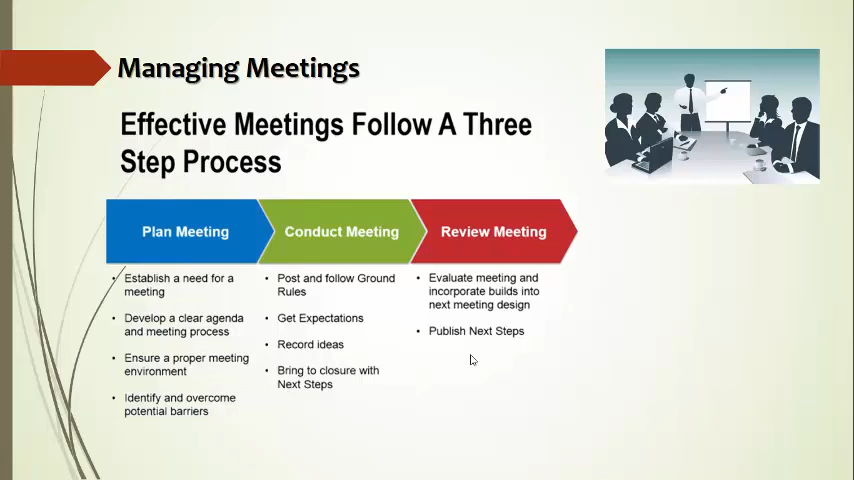 Managing Meetings
Effective Meetings Follow A Three
Step Process
Plan Meeting
Conduct Meeting
Review Meeting
• Establish a need for a
meeting
• Develop a clear agenda
and meeting process
• Ensure a proper meeting
environment
• Identify and overcome
potential barriers
• Post and follow Ground
Rules
• Get Expectations
• Record ideas
• Bring to closure with
Next Steps
• Evaluate meeting and
incorporate builds into
next meeting design
• Publish Next Steps